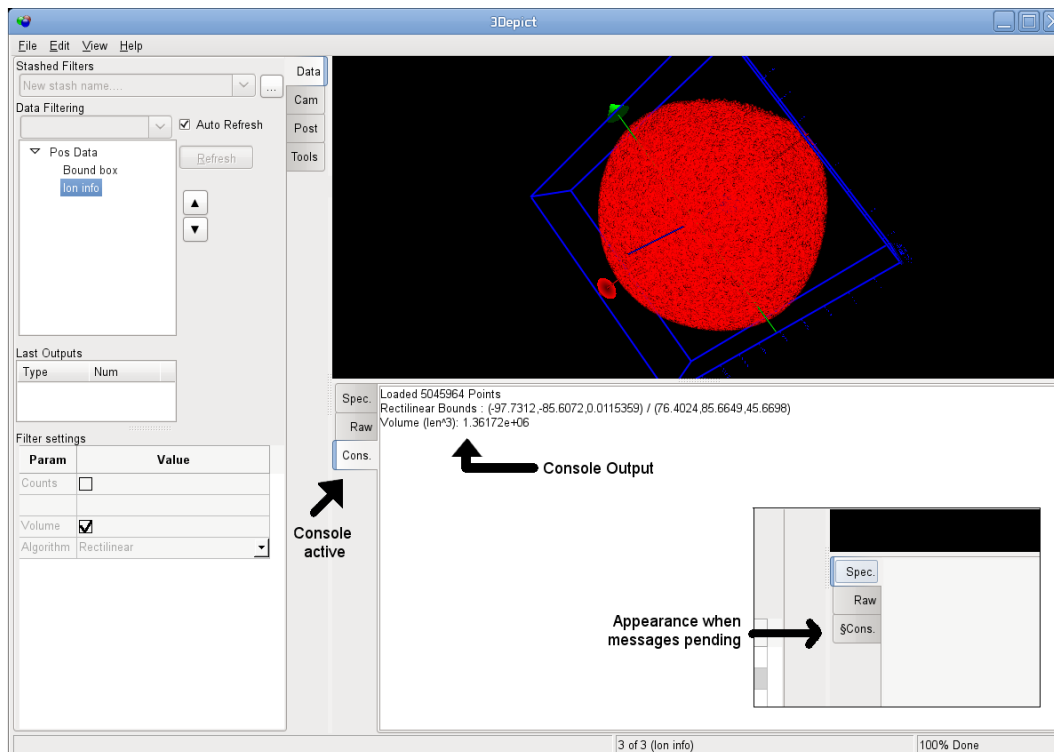 3Depict
File Edit View Help
Stashed Filters
New stash name....
...
Data Filtering
Auto Refresh
Pos Data
Bound box
Ion info
Refresh
Data
Cam
Post
Tools
Last Outputs
Type Num
Filter settings
Param Value
Counts
Volume
Algorithm Rectilinear
Spec.
Raw
Cons.
Loaded 5045964 Points
Rectilinear Bounds : (-97.7312,-85.6072,0.0115359) / (76.4024,85.6649,45.6698)
Volume (len^3): 1.36172e+06
Console Output
Console
active
Appearance when
messages pending
Spec.
Raw
§Cons.
3 of 3 (Ion info)
100% Done